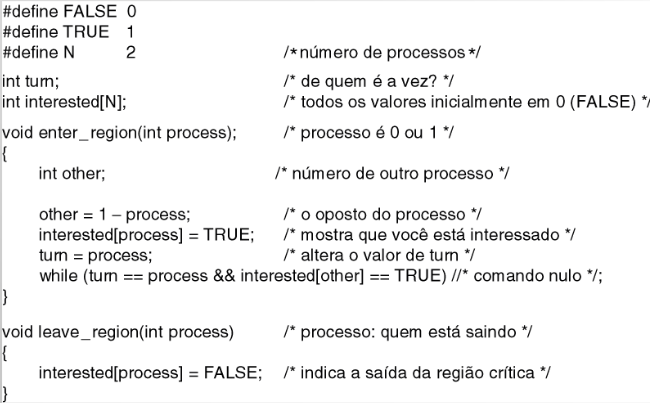 #define FALSE 0
#define TRUE 1
#define N 2 /*número de processos*/
int turn; /* de quem é a vez? */
int interested[N]; /* todos os valores inicialmente em 0 (FALSE) */
void enter_region(int process); /* processo é 0 ou 1 */
{
int other; /* número de outro processo */
other = 1 – process; /* o oposto do processo */
interested[process] = TRUE; /* mostra que você está interessado */
turn = process; /* altera o valor de turn */
while (turn == process && interested[other] == TRUE) //* comando nulo */;
}
void leave_region(int process) /* processo: quem está saindo */
{
interested[process] = FALSE; /* indica a saída da região crítica */
}